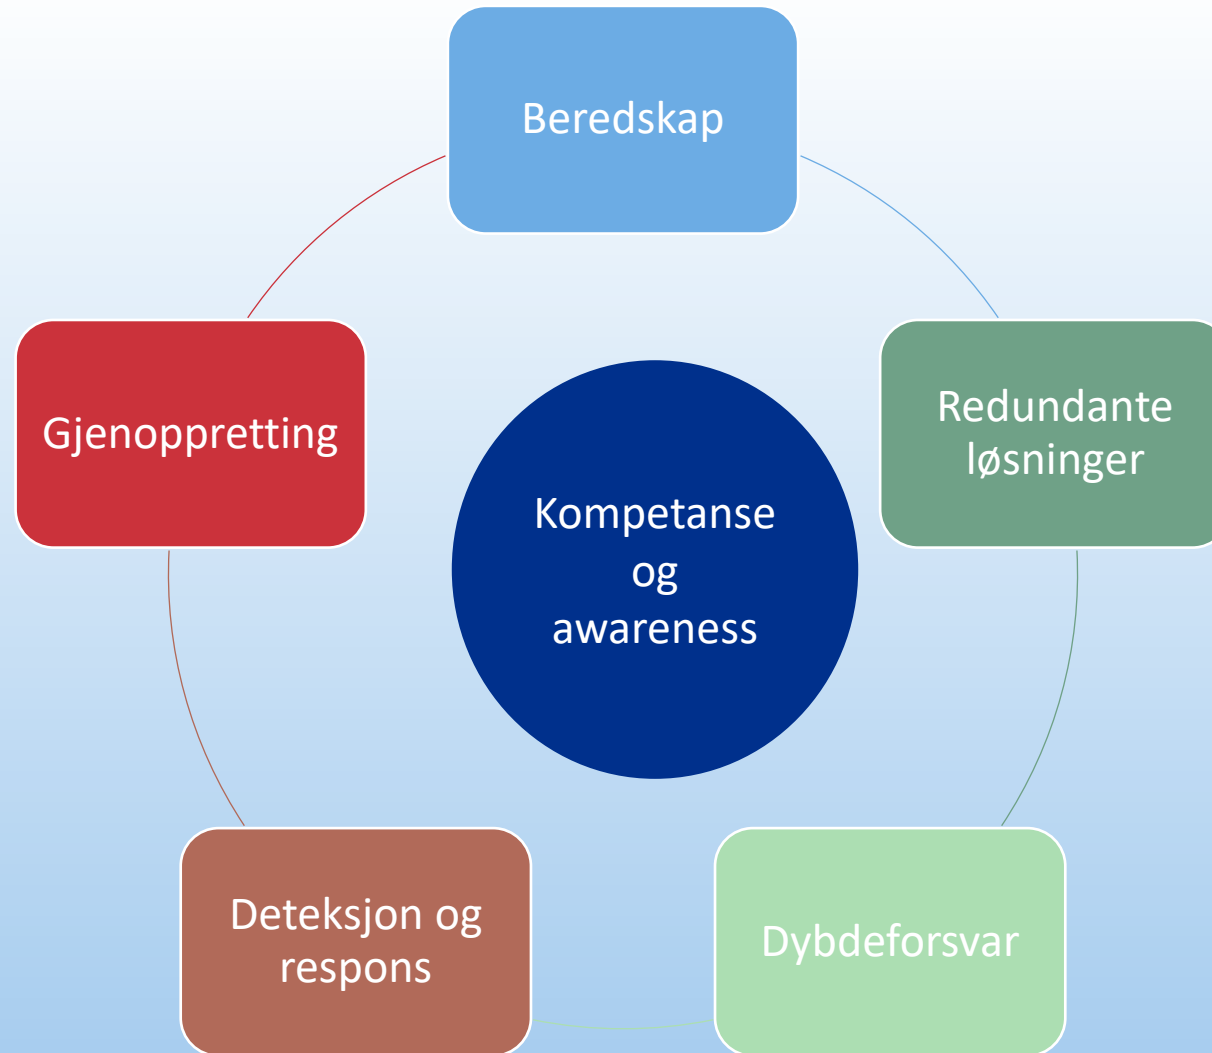 Beredskap
Redundante
løsninger
Dybdeforsvar
Deteksjon og
respons
Gjenoppretting
Kompetanse
og
awareness